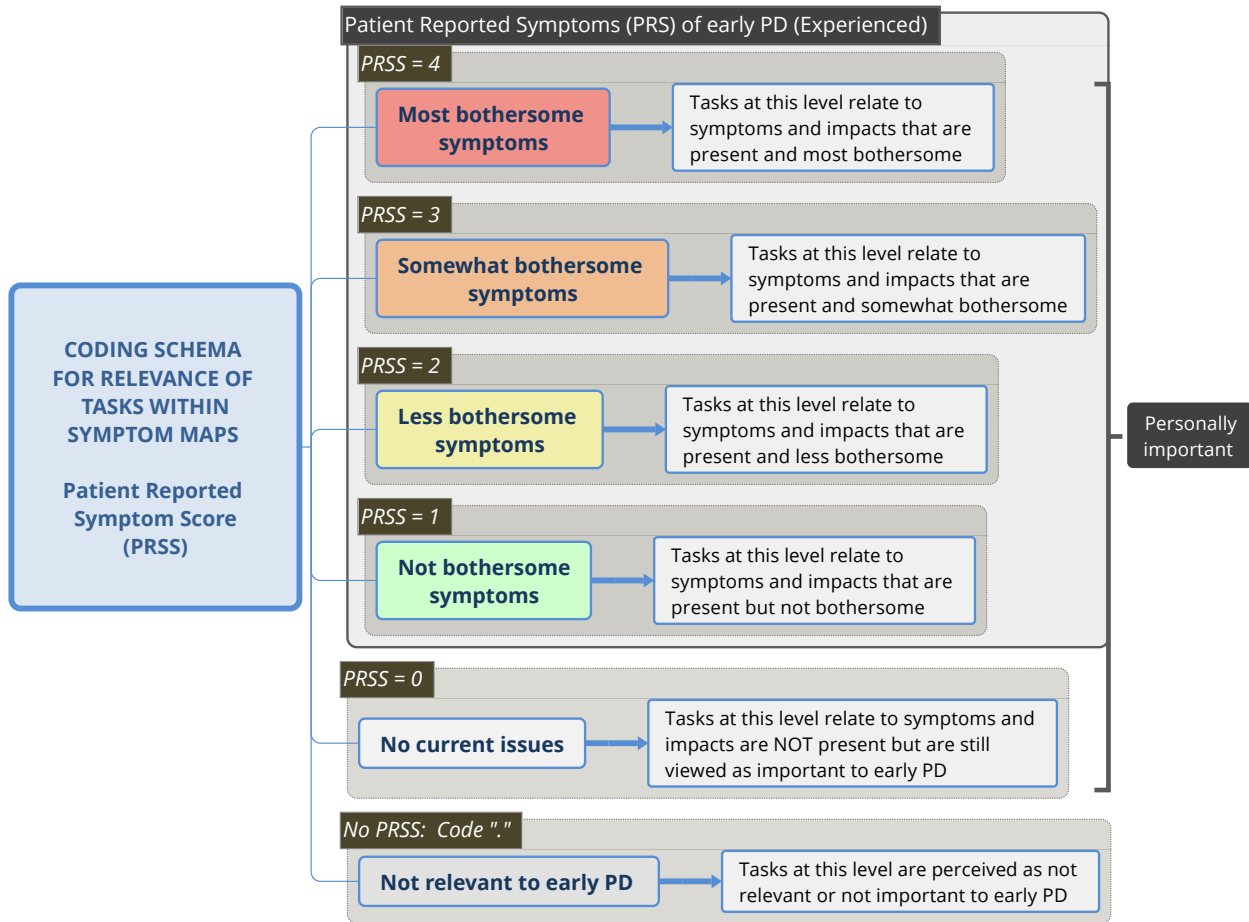 Patient Reported Symptoms (PRS) of early PD (Experienced)
PRSS = 4
Most bothersome
symptoms
Tasks at this level relate to
symptoms and impacts that are
present and most bothersome
PRSS = 3
Somewhat bothersome
symptoms
Tasks at this level relate to
symptoms and impacts that are
present and somewhat bothersome
CODING SCHEMA
FOR RELEVANCE OF
TASKS WITHIN
SYMPTOM MAPS
Patient Reported
Symptom Score
(PRSS)
PRSS = 2
Less bothersome
symptoms
Tasks at this level relate to
symptoms and impacts that are
present and less bothersome
Personally
important
PRSS = 1
Not bothersome
symptoms
Tasks at this level relate to
symptoms and impacts that are
present but not bothersome
PRSS = 0
No current issues
Tasks at this level relate to symptoms and
impacts are NOT present but are still
viewed as important to early PD
No PRSS:  Code "."
Not relevant to early PD
Tasks at this level are perceived as not
relevant or not important to early PD